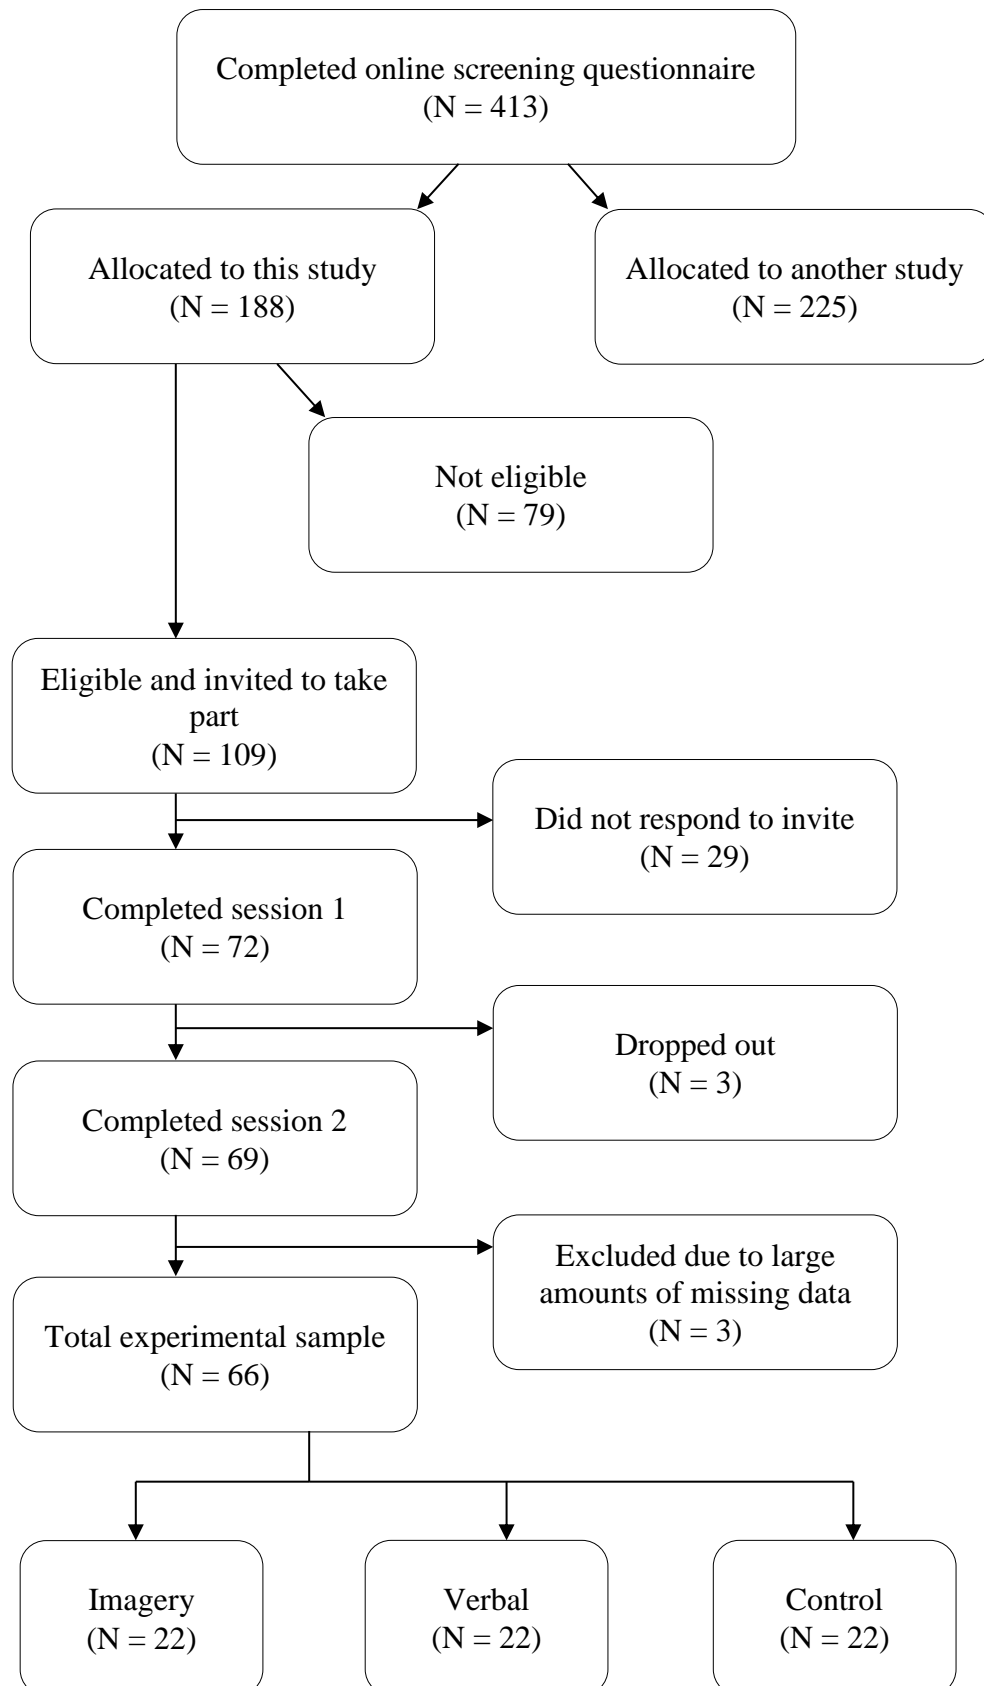 Completed online screening questionnaire
(N = 413)
Allocated to this study
(N = 188)
Allocated to another study
(N = 225)
Not eligible
(N = 79)
Eligible and invited to take
part
(N = 109)
Did not respond to invite
(N = 29)
Completed session 1
(N = 72)
Dropped out
(N = 3)
Completed session 2
(N = 69)
Excluded due to large
amounts of missing data
(N = 3)
Total experimental sample
(N = 66)
Imagery
(N = 22)
Verbal
(N = 22)
Control
(N = 22)